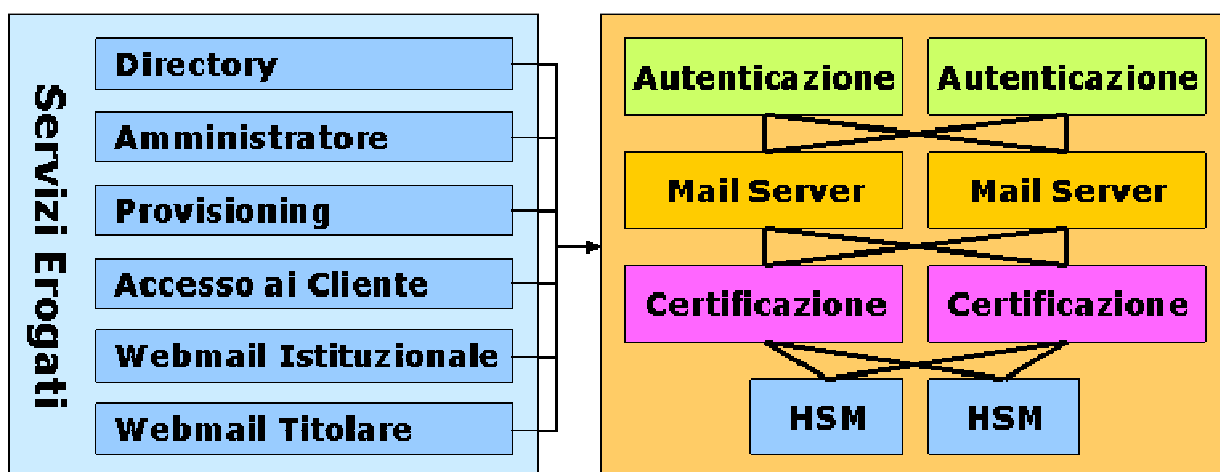 Servizi Erogati
Directory
Amministratore
Provisioning
Accesso ai Cliente
Webmail Istituzionale
Webmail Titolare
Autenticazione
Autenticazione
Mail Server
Mail Server
Certificazione
Certificazione
HSM
HSM